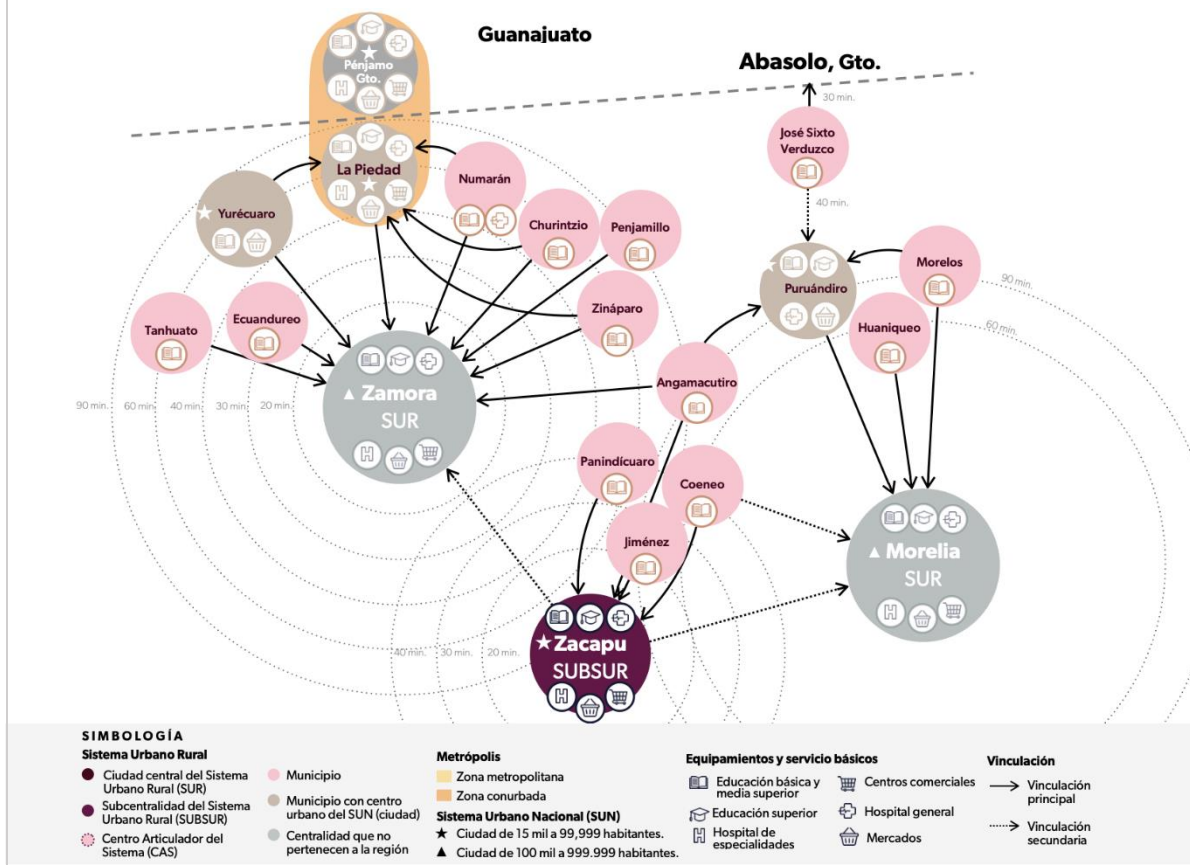 Guanajuato
Abasolo, Gto.
30 min.
Pénjamo
Gto.
José Sixto
Verduzco
La Piedad
Numarán
40 min.
Yurécuaro
Churintzio
Penjamillo
Morelos
Puruándiro
90 min.
Tanhuato
Ecuandureo
Zináparo
Huaniqueo
60 min.
Zamora
SUR
Angamacutiro
90 min.
60 min.
40 min.
30 min.
20 min.
Panindícuaro
Coeneo
Jiménez
Morelia
SUR
Zacapu
SUBSUR
40 min.
30 min.
20 min.
SIMBOLOGÍA
Sistema Urbano Rural
Ciudad central del Sistema
Urbano Rural (SUR)
Subcentralidad del Sistema
Urbano Rural (SUBSUR)
Centro Articulador del
Sistema (CAS)
Municipio
Municipio con centro
urbano del SUN (ciudad)
Centralidad que no
pertenecen a la región
Metrópolis
Zona metropolitana
Zona conurbada
Sistema Urbano Nacional (SUN)
Ciudad de 15 mil a 99,999 habitantes.
Ciudad de 100 mil a 999.999 habitantes.
Equipamientos y servicio básicos
Educación básica y
media superior
Educación superior
Hospital de
especialidades
Centros comerciales
Hospital general
Mercados
Vinculación
Vinculación
principal
Vinculación
secundaria